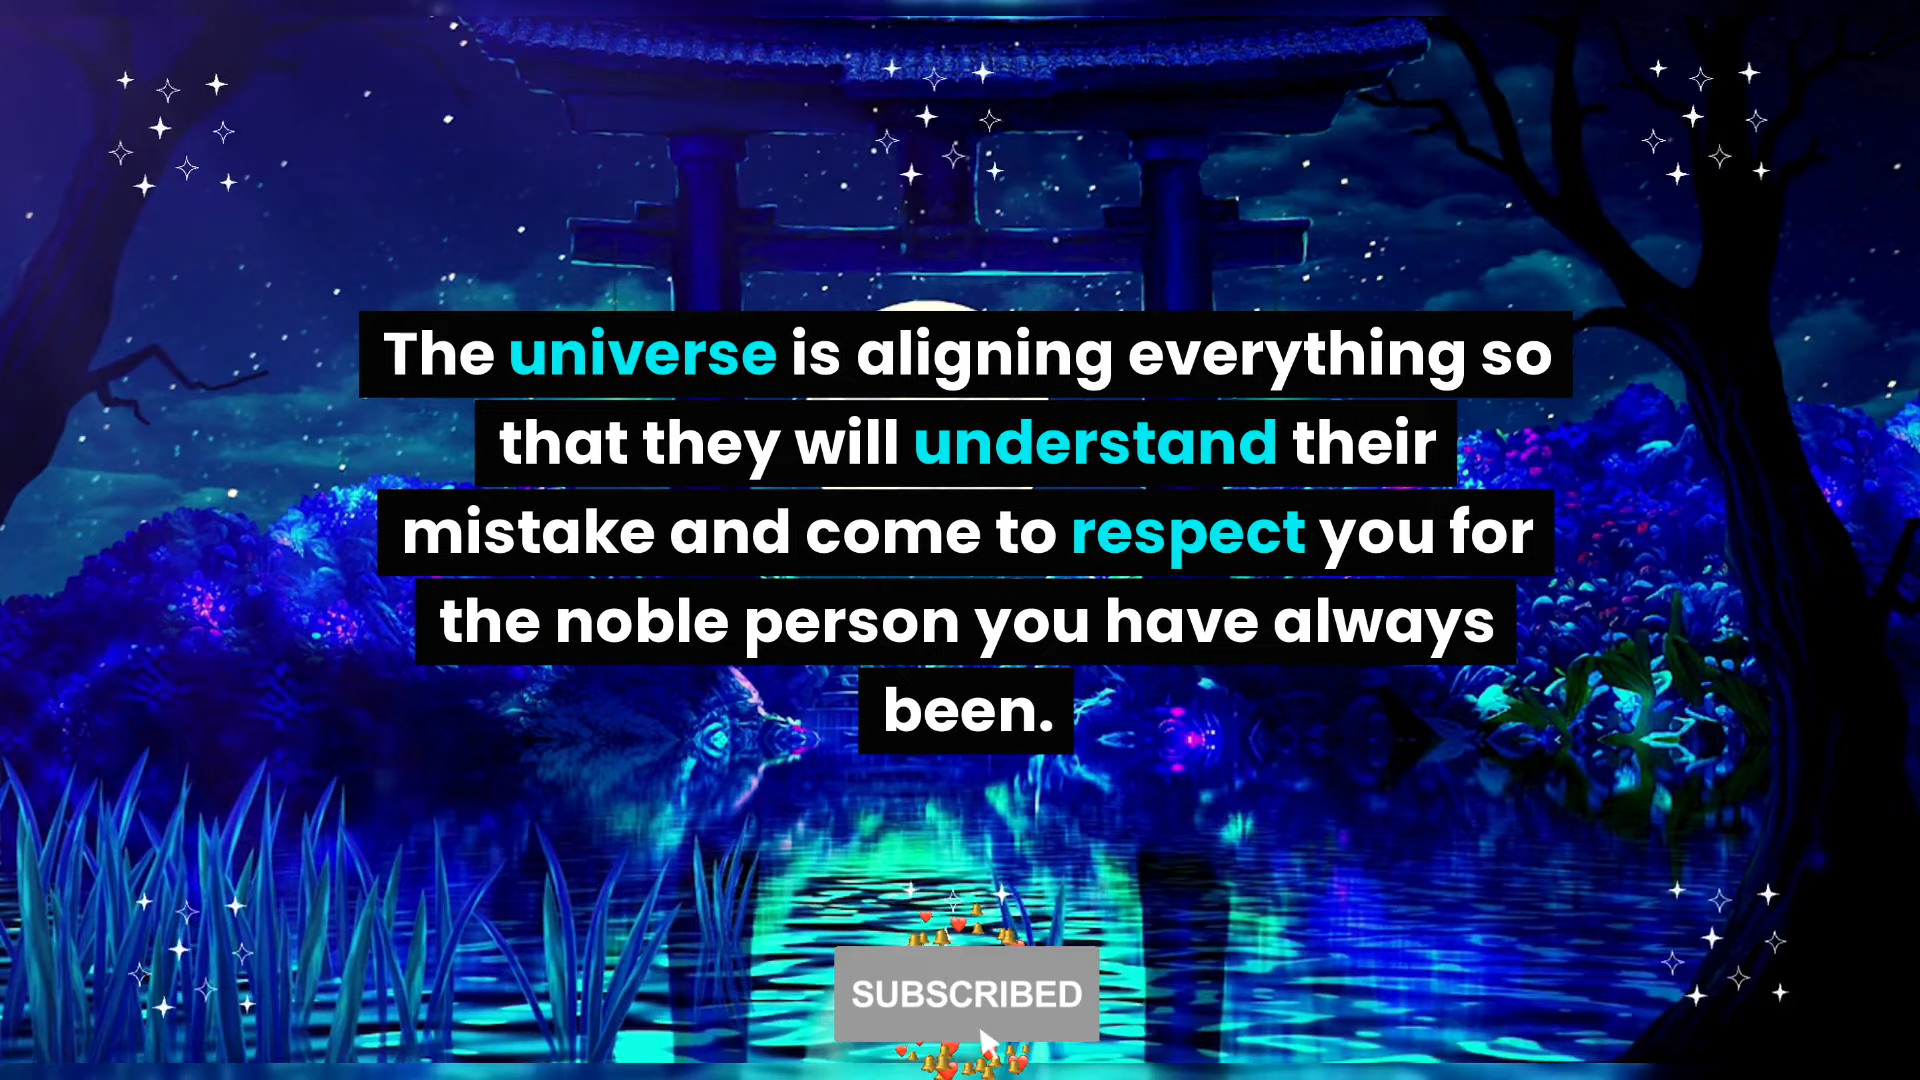 The universe is aligning everything so
that they will understand their
mistake and come to respect you for
the noble person you have always
been.
SUBSCRIBED